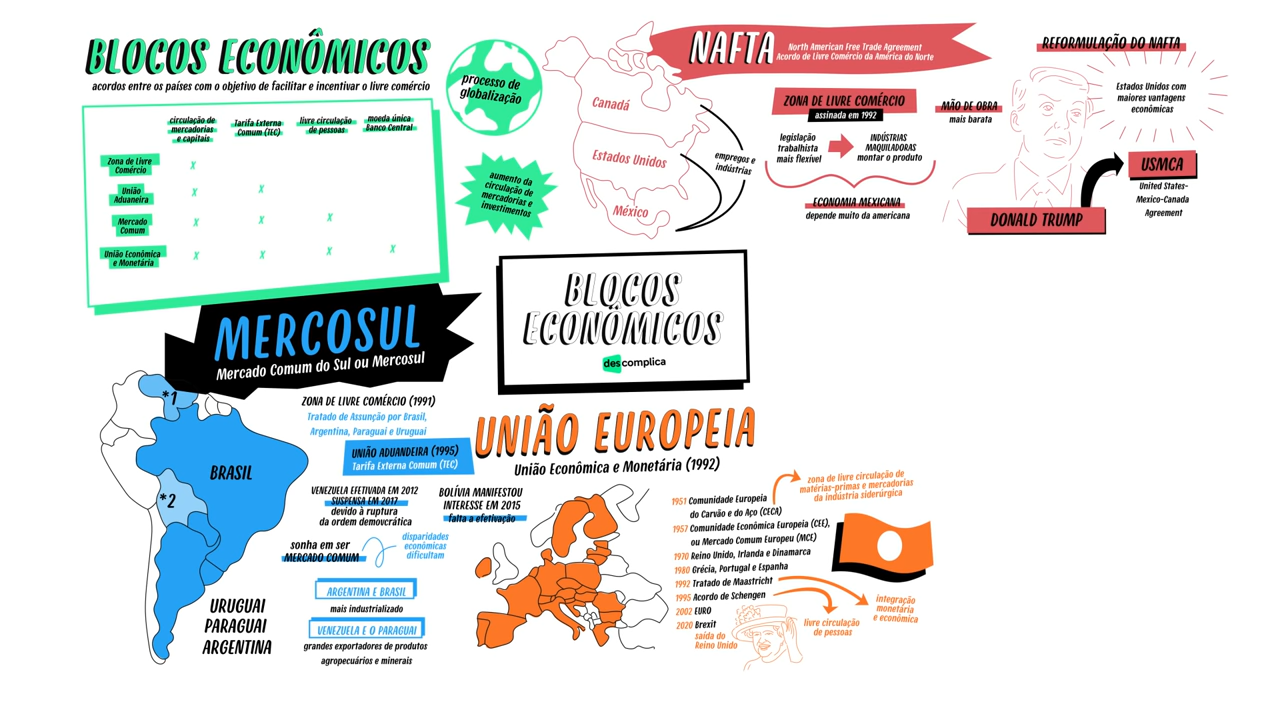 BLOCOS ECONÔMICOS
acordos entre os países com o objetivo de facilitar e incentivar o livre comércio
circulação de
mercadorias
e capitais
Tarifa Externa
Comum (TEC)
livre circulação
de pessoas
moeda única
Banco Central
Zona de Livre
Comércio
X
União
Aduaneira
X X
Mercado
Comum
X X X
União Econômica
e Monetária
X X X X
processo de
globalização
aumento da
circulação de
mercadorias e
investimentos
NAFTA
North American Free Trade Agreement
Acordo de Livre Comércio da América do Norte
Canadá
Estados Unidos
México
empregos e
indústrias
ZONA DE LIVRE COMÉRCIO
assinada em 1992
legislação
trabalhista
mais flexível
INDÚSTRIAS
MAQUILADORAS
montar o produto
ECONOMIA MEXICANA
depende muito da americana
MÃO DE OBRA
mais barata
REFORMULAÇÃO DO NAFTA
Estados Unidos com
maiores vantagens
econômicas
DONALD TRUMP
USMCA
United States-
Mexico-Canada
Agreement
BLOCOS
ECONÔMICOS
descomplica
MERCOSUL
Mercado Comum do Sul ou Mercosul
*1
BRASIL
*2
URUGUAI
PARAGUAI
ARGENTINA
ZONA DE LIVRE COMÉRCIO (1991)
Tratado de Assunção por Brasil,
Argentina, Paraguai e Uruguai
UNIÃO ADUANDEIRA (1995)
Tarifa Externa Comum (TEC)
VENEZUELA EFETIVADA EM 2012
SUSPENSA EM 2017
devido à ruptura
da ordem demovcrática
BOLÍVIA MANIFESTOU
INTERESSE EM 2015
falta a efetivação
sonha em ser
MERCADO COMUM
disparidades
econômicas
dificultam
ARGENTINA E BRASIL
mais industrializado
VENEZUELA E O PARAGUAI
grandes exportadores de produtos
agropecuários e minerais
UNIÃO EUROPEIA
União Econômica e Monetária (1992)
1951 Comunidade Europeia
do Carvão e do Aço (CECA)
1957 Comunidade Econômica Europeia (CEE),
ou Mercado Comum Europeu (MCE)
1970 Reino Unido, Irlanda e Dinamarca
1980 Grécia, Portugal e Espanha
1992 Tratado de Maastricht
1995 Acordo de Schengen
2002 EURO
2020 Brexit
saída do
Reino Unido
zona de livre circulação de
matérias-primas e mercadorias
da indústria siderúrgica
livre circulação
de pessoas
integração
monetária
e econômica